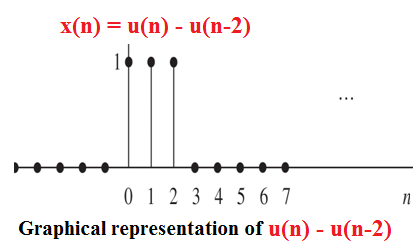 x(n) = u(n) - u(n-2)
1
...
0 1 2 3 4 5 6 7 n
Graphical representation of u(n) - u(n-2)